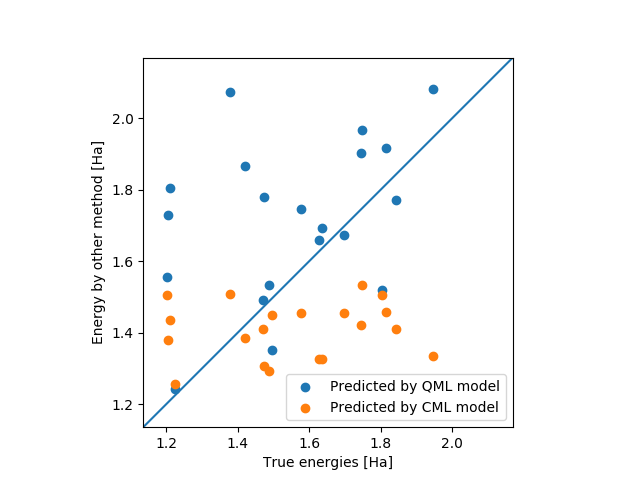 2.0
1.8
1.6
1.4
1.2
Energy by other method [Ha]
Predicted by QML model
Predicted by CML model
1.2 1.4 1.6 1.8 2.0
True energies [Ha]